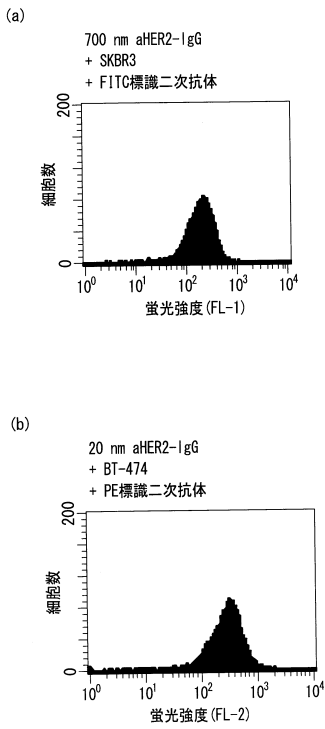 (a)
700 nm aHER2-IgG
+ SKBR3
+ FITC標識二次抗体
200
細胞数
0
10⁰ 10¹ 10² 10³ 10⁴
蛍光強度(FL-1)
(b)
20 nm aHER2-IgG
+ BT-474
+ PE標識二次抗体
200
細胞数
0
10⁰ 10¹ 10² 10³ 10⁴
蛍光強度(FL-2)